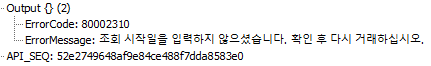 Output {} (2)
ErrorCode: 80002310
ErrorMessage: 조회 시작일을 입력하지 않으셨습니다. 확인 후 다시 거래하십시오.
API_SEQ: 52e2749648af9e84ce488f7dda8583e0